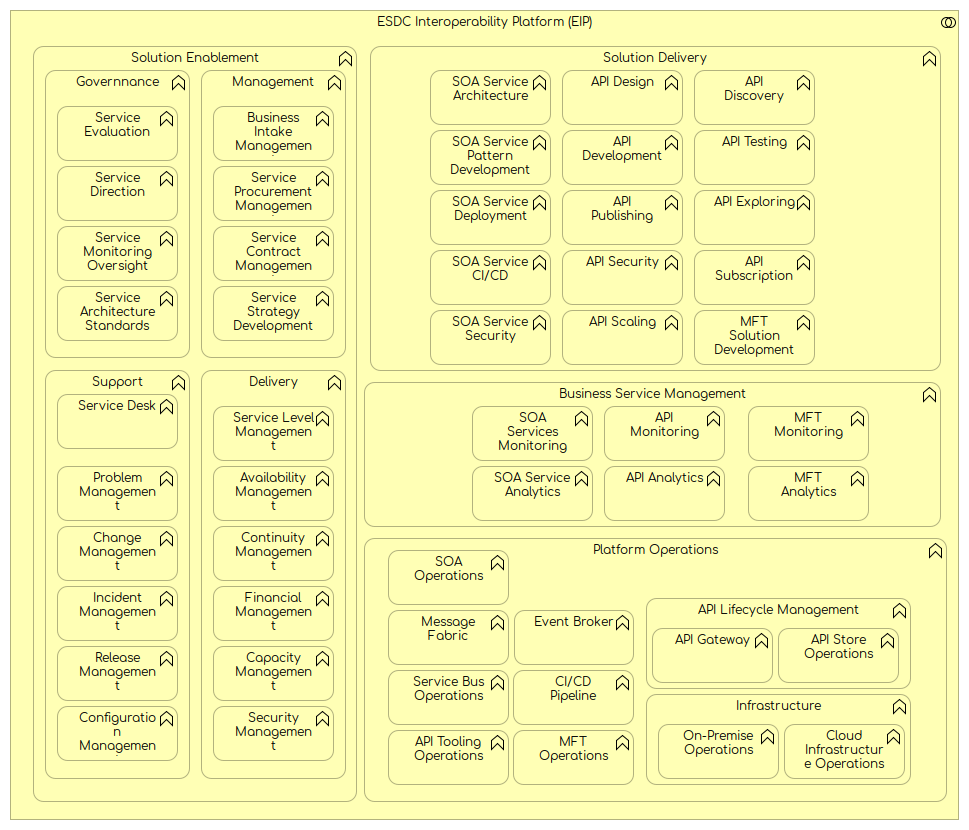 ESDC Interoperability Platform (EIP)
Solution Enablement
Governnance
Service
Evaluation
Service
Direction
Service
Monitoring
Oversight
Service
Architecture
Standards
Management
Business
Intake
Managemen
Service
Procurement
Managemen
Service
Contract
Managemen
Service
Strategy
Development
Support
Service Desk
Problem
Managemen
t
Change
Managemen
t
Incident
Managemen
t
Release
Managemen
t
Configuratio
n
Managemen
Delivery
Service Level
Managemen
t
Availability
Managemen
t
Continuity
Managemen
t
Financial
Managemen
t
Capacity
Managemen
t
Security
Managemen
t
Solution Delivery
SOA Service
Architecture
API Design
API
Discovery
SOA Service
Pattern
Development
API
Development
API Testing
SOA Service
Deployment
API
Publishing
API Exploring
SOA Service
CI/CD
API Security
API
Subscription
SOA Service
Security
API Scaling
MFT
Solution
Development
Business Service Management
SOA
Services
Monitoring
API
Monitoring
MFT
Monitoring
SOA Service
Analytics
API Analytics
MFT
Analytics
Platform Operations
SOA
Operations
Message
Fabric
Event Broker
Service Bus
Operations
CI/CD
Pipeline
API Tooling
Operations
MFT
Operations
API Lifecycle Management
API Gateway
API Store
Operations
Infrastructure
On-Premise
Operations
Cloud
Infrastructur
e Operations